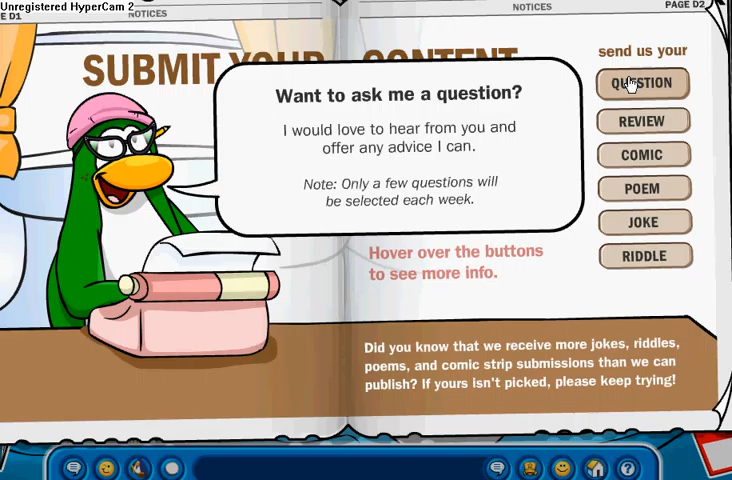 Unregistered HyperCam 2
E D1
NOTICES
NOTICES
PAGE D2
SUBMIT YOUR CONTENT
send us your
QUESTION
REVIEW
COMIC
POEM
JOKE
RIDDLE
Want to ask me a question?
I would love to hear from you and
offer any advice I can.
Note: Only a few questions will
be selected each week.
Hover over the buttons
to see more info.
Did you know that we receive more jokes, riddles,
poems, and comic strip submissions than we can
publish? If yours isn't picked, please keep trying!